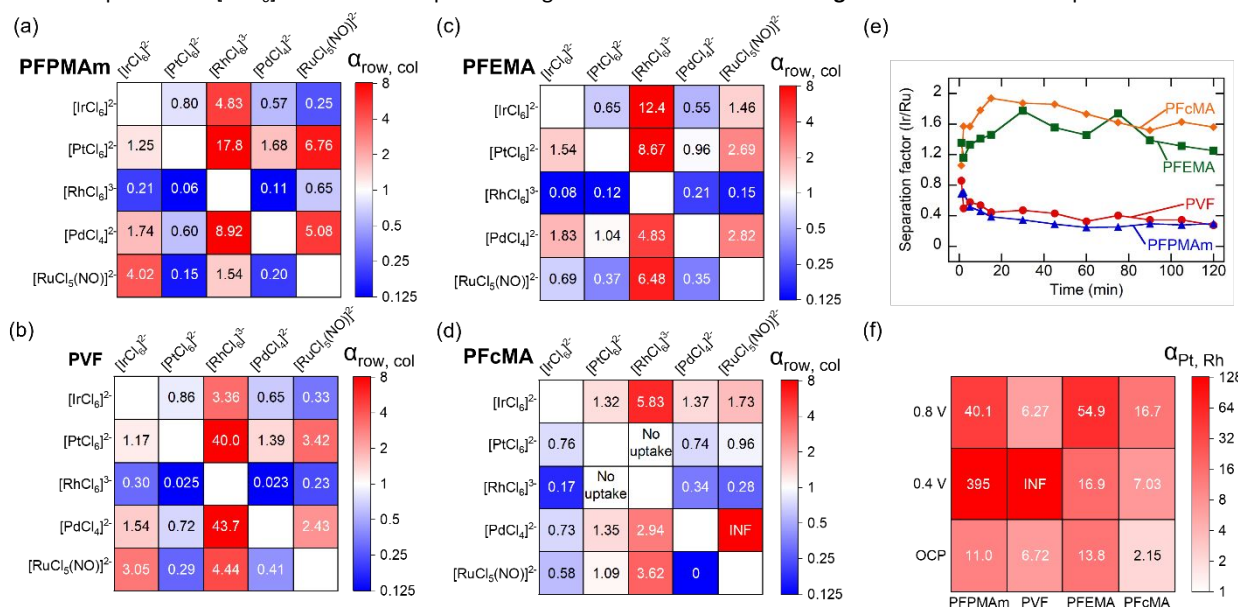 (a)
PFPMAm
[IrCl₆]²⁻ [PtCl₆]²⁻ [RhCl₆]³⁻ [PdCl₄]²⁻ [RuCl₅(NO)]²⁻
α row, col
[IrCl₆]²⁻ 0.80 4.83 0.57 0.25
[PtCl₆]²⁻ 1.25 17.8 1.68 6.76
[RhCl₆]³⁻ 0.21 0.06 0.11 0.65
[PdCl₄]²⁻ 1.74 0.60 8.92 5.08
[RuCl₅(NO)]²⁻ 4.02 0.15 1.54 0.20
8
4
2
1
0.5
0.25
0.125
(b)
PVF
[IrCl₆]²⁻ [PtCl₆]²⁻ [RhCl₆]³⁻ [PdCl₄]²⁻ [RuCl₅(NO)]²⁻
α row, col
[IrCl₆]²⁻ 0.86 3.36 0.65 0.33
[PtCl₆]²⁻ 1.17 40.0 1.39 3.42
[RhCl₆]³⁻ 0.30 0.025 0.023 0.23
[PdCl₄]²⁻ 1.54 0.72 43.7 2.43
[RuCl₅(NO)]²⁻ 3.05 0.29 4.44 0.41
8
4
2
1
0.5
0.25
0.125
(c)
PFEMA
[IrCl₆]²⁻ [PtCl₆]²⁻ [RhCl₆]³⁻ [PdCl₄]²⁻ [RuCl₅(NO)]²⁻
α row, col
[IrCl₆]²⁻ 0.65 12.4 0.55 1.46
[PtCl₆]²⁻ 1.54 8.67 0.96 2.69
[RhCl₆]³⁻ 0.08 0.12 0.21 0.15
[PdCl₄]²⁻ 1.83 1.04 4.83 2.82
[RuCl₅(NO)]²⁻ 0.69 0.37 6.48 0.35
8
4
2
1
0.5
0.25
0.125
(d)
PFcMA
[IrCl₆]²⁻ [PtCl₆]²⁻ [RhCl₆]³⁻ [PdCl₄]²⁻ [RuCl₅(NO)]²⁻
α row, col
[IrCl₆]²⁻ 1.32 5.83 1.37 1.73
[PtCl₆]²⁻ 0.76 No uptake 0.74 0.96
[RhCl₆]³⁻ 0.17 No uptake 0.34 0.28
[PdCl₄]²⁻ 0.73 1.35 2.94 INF
[RuCl₅(NO)]²⁻ 0.58 1.09 3.62 0
8
4
2
1
0.5
0.25
0.125
(e)
Separation factor (Ir/Ru)
2
1.6
1.2
0.8
0.4
0
PFcMA
PFEMA
PVF
PFPMAm
0 20 40 60 80 100 120
Time (min)
(f)
α Pt, Rh
0.8 V 40.1 6.27 54.9 16.7
0.4 V 395 INF 16.9 7.03
OCP 11.0 6.72 13.8 2.15
PFPMAm PVF PFEMA PFcMA
128
64
32
16
8
4
2
1